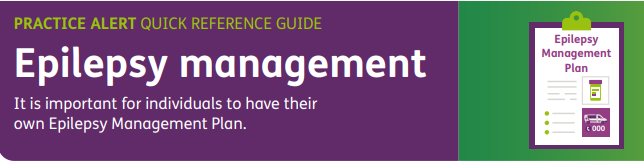 PRACTICE ALERT QUICK REFERENCE GUIDE
Epilepsy management
It is important for individuals to have their
own Epilepsy Management Plan.
Epilepsy
Management
Plan
000